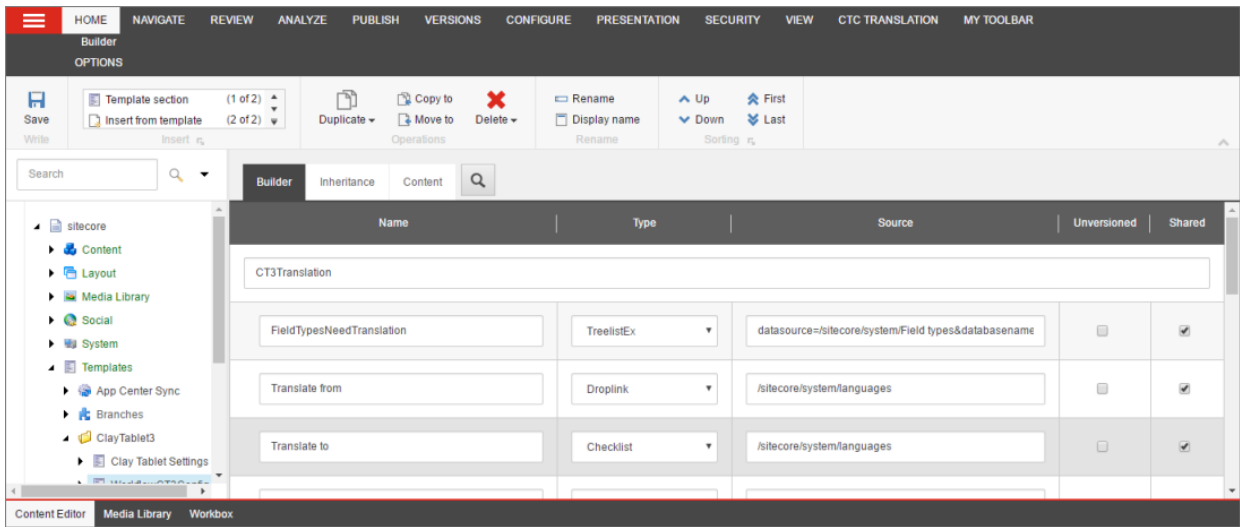 HOME NAVIGATE REVIEW ANALYZE PUBLISH VERSIONS CONFIGURE PRESENTATION SECURITY VIEW CTC TRANSLATION MY TOOLBAR
Builder
OPTIONS
Template section (1 of 2) Copy to Rename Up First
Save Insert from template (2 of 2) Duplicate Move to Delete Display name Down Last
Write Insert Operations Rename Sorting
Search
Builder Inheritance Content
Name Type Source Unversioned Shared
sitecore
Content
CT3Translation
Layout
Media Library
Social
FieldTypesNeedTranslation TreelistEx datasource=/sitecore/system/Field types&databasename
System
Templates
App Center Sync
Translate from Droplink /sitecore/system/languages
Branches
ClayTablet3
Translate to Checklist /sitecore/system/languages
Clay Tablet Settings
Content Editor Media Library Workbox